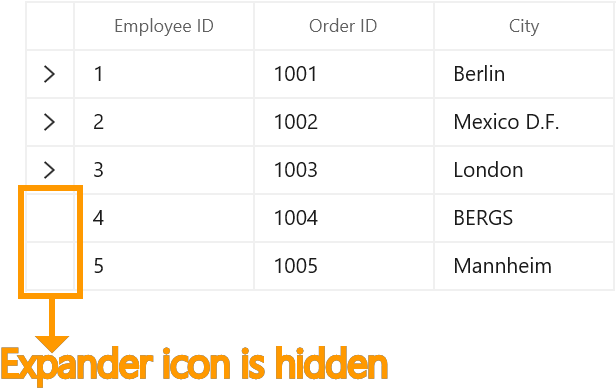 Employee ID Order ID City
1 1001 Berlin
2 1002 Mexico D.F.
3 1003 London
4 1004 BERGS
5 1005 Mannheim
Expander icon is hidden